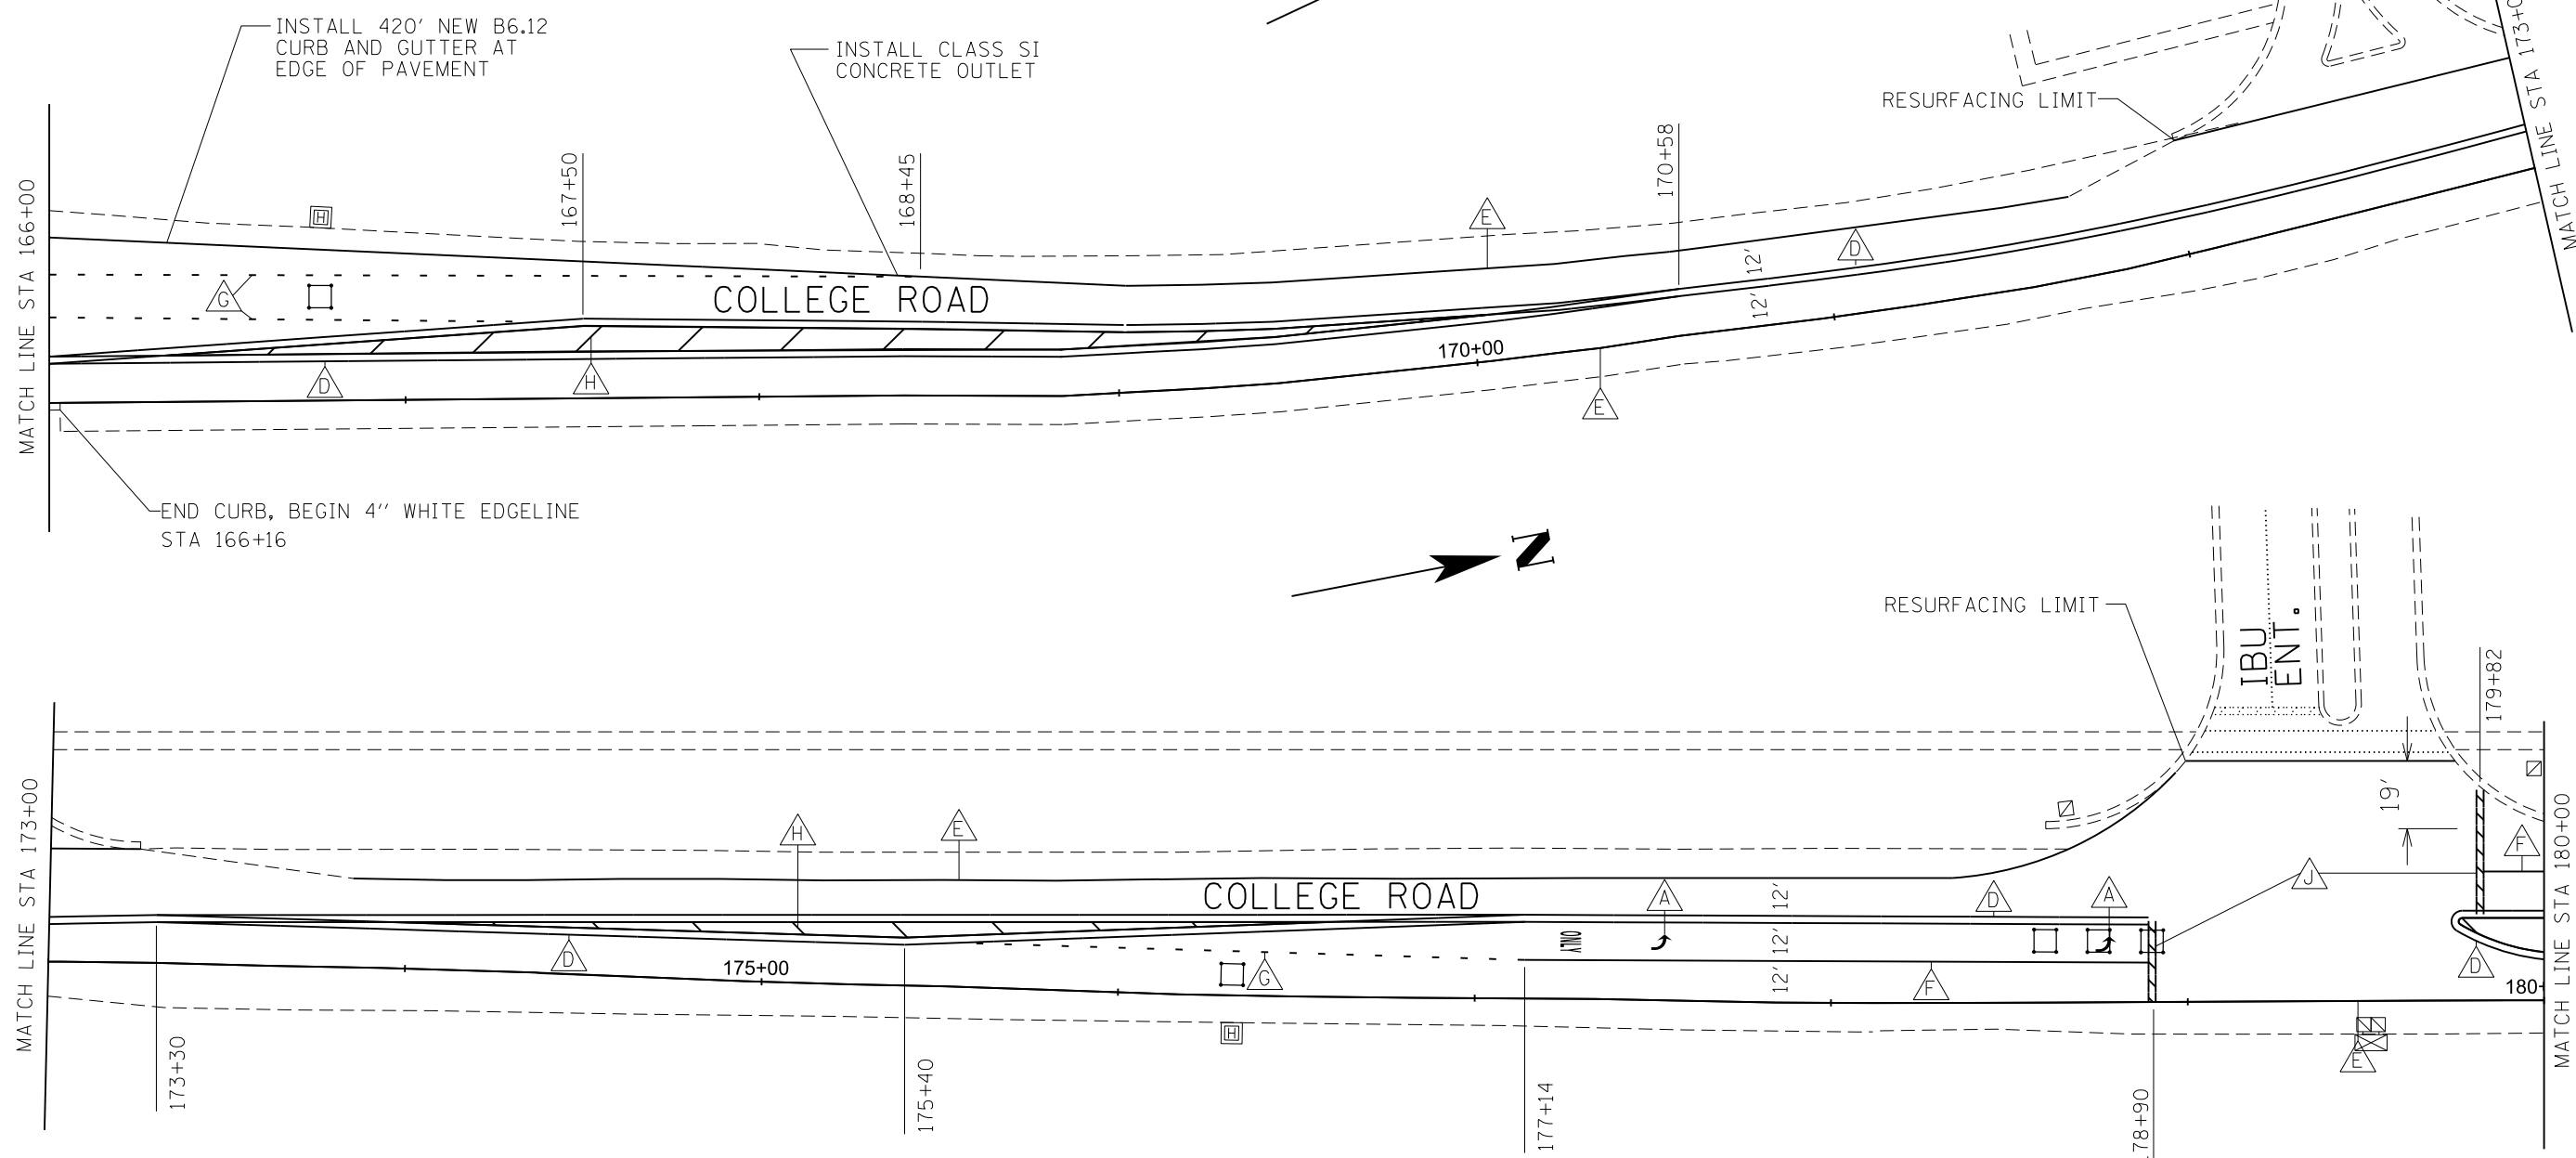 INSTALL 420' NEW B6.12
CURB AND GUTTER AT
EDGE OF PAVEMENT
INSTALL CLASS SI
CONCRETE OUTLET
RESURFACING LIMIT
MATCH LINE STA 166+00
H
167+50
168+45
E
170+58
D
12'
12'
MATCH LINE STA 173+0
MATCH
G
COLLEGE ROAD
D
H
170+00
E
END CURB, BEGIN 4" WHITE EDGELINE
STA 166+16
N
RESURFACING LIMIT
IBU
ENT.
179+82
19'
MATCH LINE STA 173+00
H
E
COLLEGE ROAD
A
12'
D
A
J
F
MATCH LINE STA 180+00
D
175+00
G
ONLY
12'
12'
F
D
180+
H
E
173+30
175+40
177+14
78+90